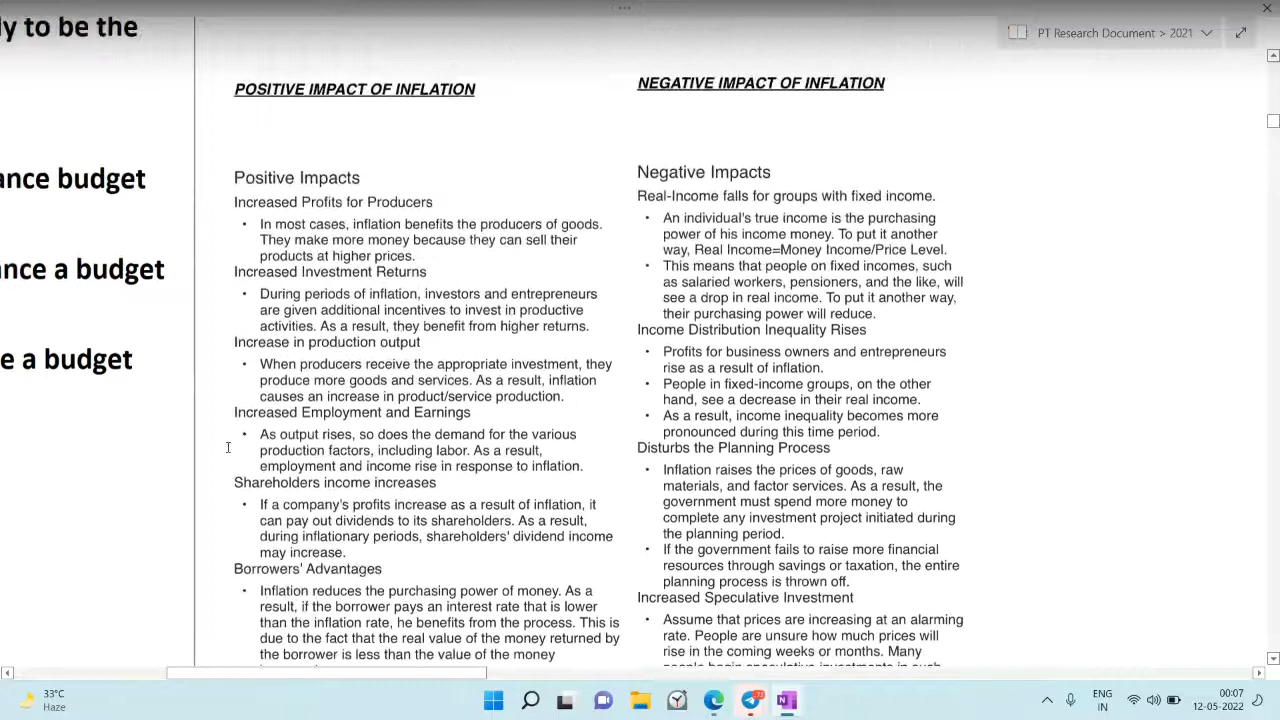 ly to be the
ance budget
ance a budget
e a budget
PT Research Document > 2021
POSITIVE IMPACT OF INFLATION
Positive Impacts
Increased Profits for Producers
• In most cases, inflation benefits the producers of goods.
They make more money because they can sell their
products at higher prices.
Increased Investment Returns
• During periods of inflation, investors and entrepreneurs
are given additional incentives to invest in productive
activities. As a result, they benefit from higher returns.
Increase in production output
• When producers receive the appropriate investment, they
produce more goods and services. As a result, inflation
causes an increase in product/service production.
Increased Employment and Earnings
• As output rises, so does the demand for the various
production factors, including labor. As a result,
employment and income rise in response to inflation.
Shareholders income increases
• If a company's profits increase as a result of inflation, it
can pay out dividends to its shareholders. As a result,
during inflationary periods, shareholders' dividend income
may increase.
Borrowers' Advantages
• Inflation reduces the purchasing power of money. As a
result, if the borrower pays an interest rate that is lower
than the inflation rate, he benefits from the process. This is
due to the fact that the real value of the money returned by
the borrower is less than the value of the money
NEGATIVE IMPACT OF INFLATION
Negative Impacts
Real-Income falls for groups with fixed income.
• An individual's true income is the purchasing
power of his income money. To put it another
way, Real Income=Money Income/Price Level.
• This means that people on fixed incomes, such
as salaried workers, pensioners, and the like, will
see a drop in real income. To put it another way,
their purchasing power will reduce.
Income Distribution Inequality Rises
• Profits for business owners and entrepreneurs
rise as a result of inflation.
• People in fixed-income groups, on the other
hand, see a decrease in their real income.
• As a result, income inequality becomes more
pronounced during this time period.
Disturbs the Planning Process
• Inflation raises the prices of goods, raw
materials, and factor services. As a result, the
government must spend more money to
complete any investment project initiated during
the planning period.
• If the government fails to raise more financial
resources through savings or taxation, the entire
planning process is thrown off.
Increased Speculative Investment
• Assume that prices are increasing at an alarming
rate. People are unsure how much prices will
rise in the coming weeks or months. Many
33°C
Haze
73
ENG
IN
00:07
12-05-2022